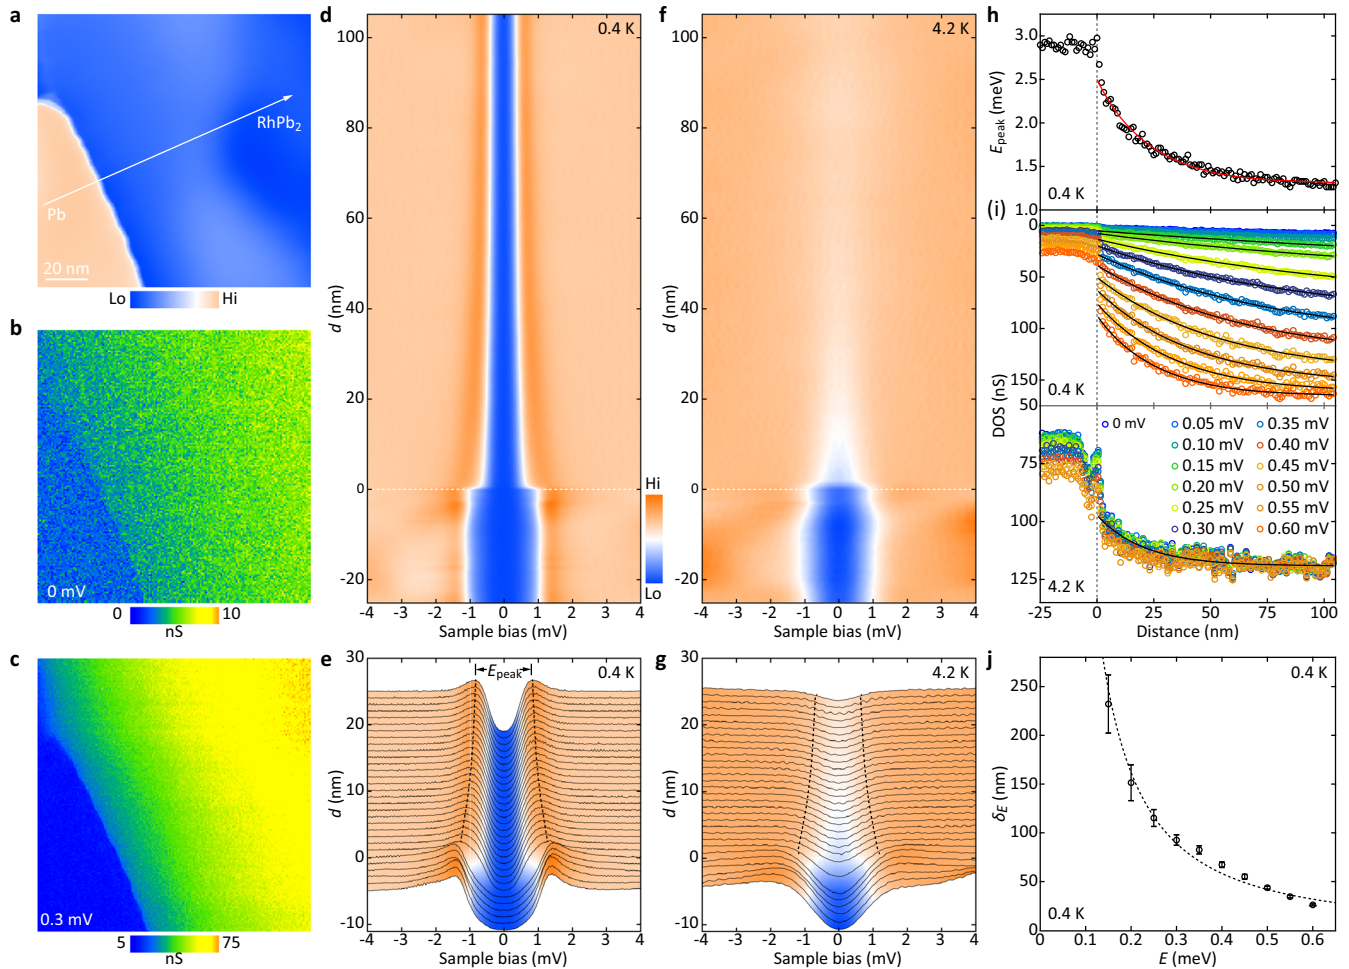 a
RhPb2
Pb
20 nm
Lo Hi
b
0 mV
0 10
nS
c
0.3 mV
5 75
nS
d
0.4 K
100
80
60
40
20
0
-20
d (nm)
Hi
Lo
-4 -3 -2 -1 0 1 2 3 4
Sample bias (mV)
e
0.4 K
Epeak
30
20
10
0
-10
d (nm)
-4 -3 -2 -1 0 1 2 3 4
Sample bias (mV)
f
4.2 K
100
80
60
40
20
0
-20
d (nm)
-4 -3 -2 -1 0 1 2 3 4
Sample bias (mV)
g
4.2 K
30
20
10
0
-10
d (nm)
-4 -3 -2 -1 0 1 2 3 4
Sample bias (mV)
h
3.0
2.5
2.0
1.5
1.0
Epeak (meV)
0.4 K
(i)
0
50
100
150
0.4 K
DOS (nS)
50
75
100
125
0 mV 0.05 mV 0.35 mV
0.10 mV 0.40 mV
0.15 mV 0.45 mV
0.20 mV 0.50 mV
0.25 mV 0.55 mV
0.30 mV 0.60 mV
4.2 K
-25 0 25 50 75 100
Distance (nm)
j
0.4 K
250
200
150
100
50
0
δE (nm)
0.4 K
0 0.1 0.2 0.3 0.4 0.5 0.6
E (meV)